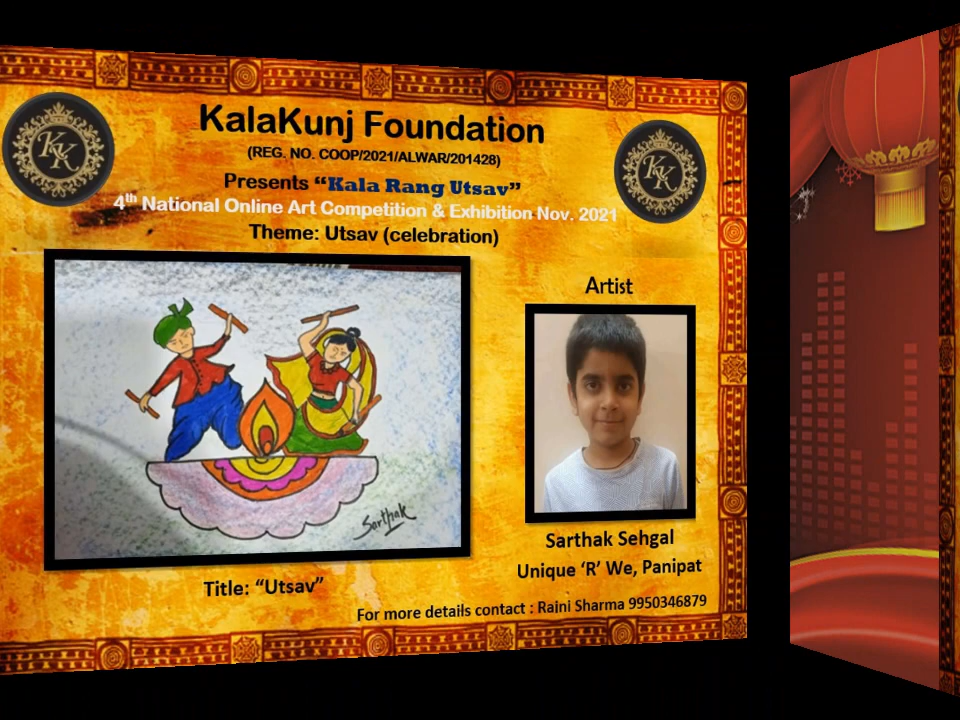 KalaKunj Foundation
(REG. NO. COOP/2021/ALWAR/201428)
Presents “Kala Rang Utsav”
4th National Online Art Competition & Exhibition Nov. 2021
Theme: Utsav (celebration)
KK
KK
Artist
Sarthak
Sarthak Sehgal
Unique ‘R’ We, Panipat
Title: “Utsav”
For more details contact : Raini Sharma 9950346879